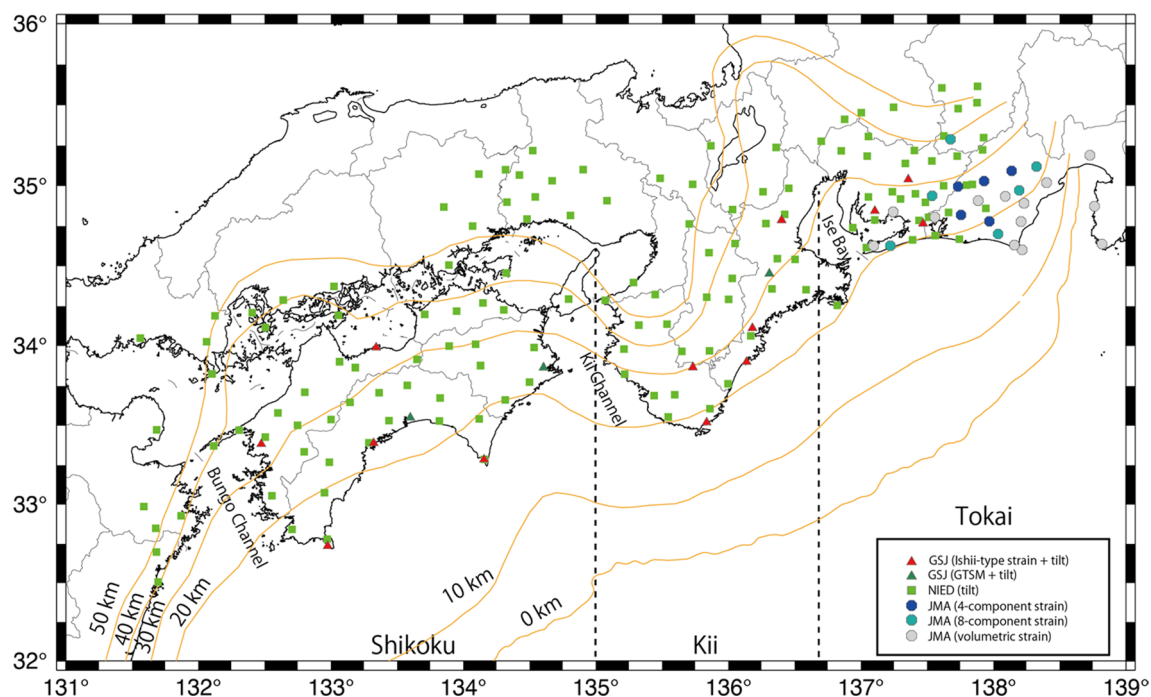 36°
35°
34°
33°
32°
131
132
133
134
135
136
137
138
139°
Ise Bay
Kii Channel
Bungo Channel
50 km
40 km
30 km
20 km
10 km
0 km
Shikoku
Kii
Tokai
GSJ (Ishii-type strain + tilt)
GSJ (GTSM + tilt)
NIED (tilt)
JMA (4-component strain)
JMA (8-component strain)
JMA (volumetric strain)